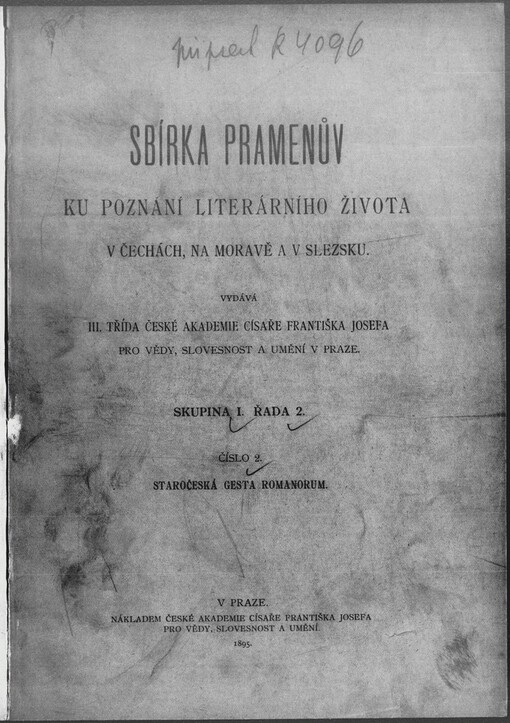 připsal k 4096
SBÍRKA PRAMENŮV
KU POZNÁNÍ LITERÁRNÍHO ŽIVOTA
V ČECHÁCH, NA MORAVĚ A V SLEZSKU.
VYDÁVÁ
III. TŘÍDA ČESKÉ AKADEMIE CÍSAŘE FRANTIŠKA JOSEFA
PRO VĚDY, SLOVESNOST A UMĚNÍ V PRAZE.
SKUPINA I. ŘADA 2.
ČÍSLO 2.
STAROČESKÁ GESTA ROMANORUM.
V PRAZE.
NÁKLADEM ČESKÉ AKADEMIE CÍSAŘE FRANTIŠKA JOSEFA
PRO VĚDY, SLOVESNOST A UMĚNÍ.
1895.